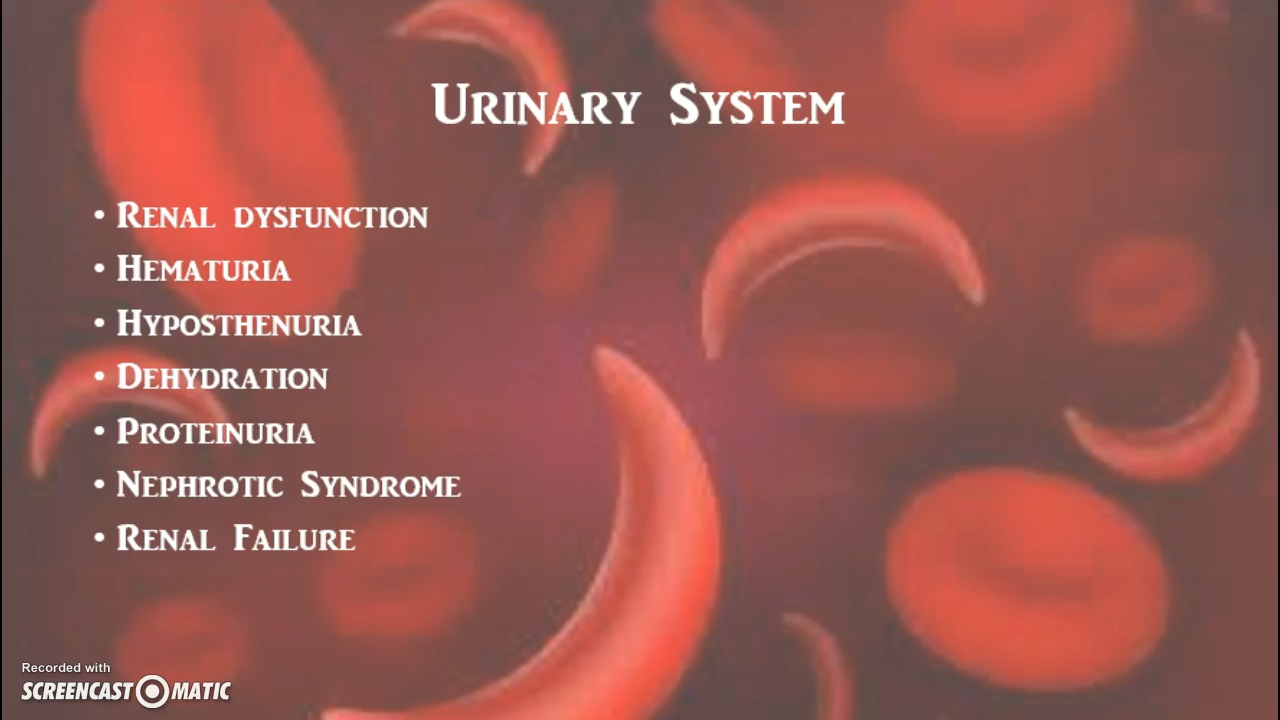 Urinary System
• Renal dysfunction
• Hematuria
• Hyposthenuria
• Dehydration
• Proteinuria
• Nephrotic Syndrome
• Renal Failure
Recorded with
SCREENCAST O MATIC